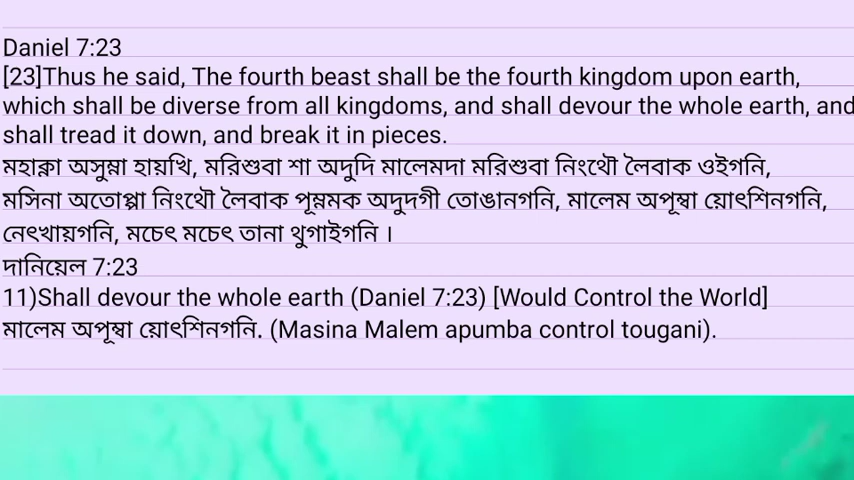 Daniel 7:23
[23]Thus he said, The fourth beast shall be the fourth kingdom upon earth,
which shall be diverse from all kingdoms, and shall devour the whole earth, and
shall tread it down, and break it in pieces.
মহাক্না অসুম্না হায়খি, মরিশুবা শা অদুদি মালেমদা মরিশুবা নিংথৌ লৈবাক ওইগনি,
মসিনা অতোপ্পা নিংথৌ লৈবাক পূম্নমক অদুদগী তোঙানগনি, মালেম অপূম্বা য়োৎশিনগনি,
নেৎখায়গনি, মচেৎ মচেৎ তানা থুগাইগনি ।
দানিয়েল 7:23
11)Shall devour the whole earth (Daniel 7:23) [Would Control the World]
মালেম অপূম্বা য়োৎশিনগনি. (Masina Malem apumba control tougani).